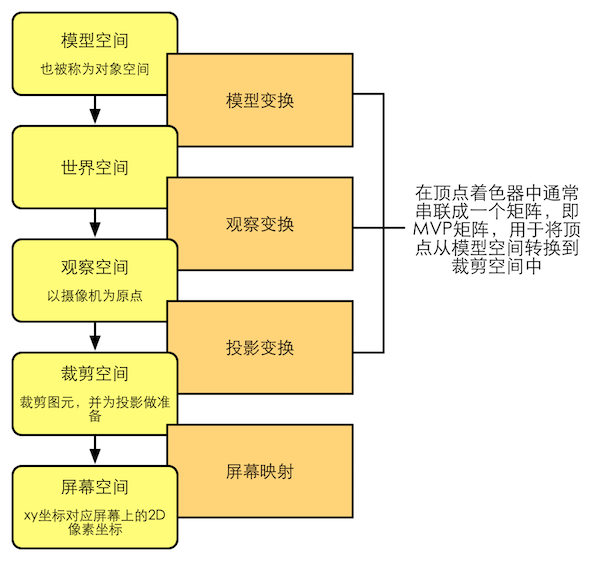 模型空间
也被称为对象空间
模型变换
世界空间
观察变换
观察空间
以摄像机为原点
投影变换
裁剪空间
裁剪图元，并为投影做准
备
屏幕映射
屏幕空间
xy坐标对应屏幕上的2D
像素坐标
在顶点着色器中通常
串联成一个矩阵，即
MVP矩阵，用于将顶
点从模型空间转换到
裁剪空间中